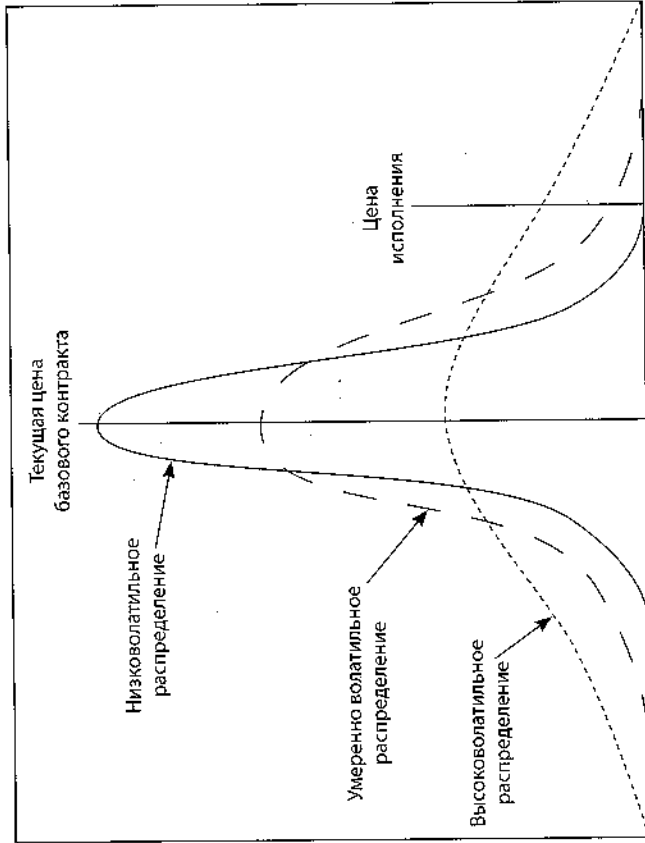 Текущая цена
базового контракта
Низковолатильное
распределение
Цена
исполнения
Умеренно волатильное
распределение
Высоковолатильное
распределение